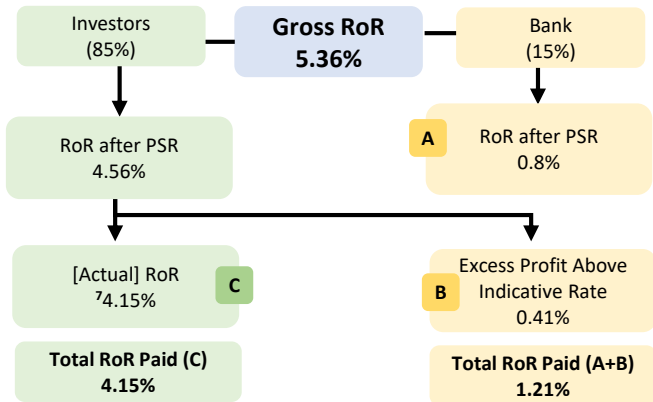 Investors
(85%)
Gross RoR
5.36%
Bank
(15%)
RoR after PSR
4.56%
A
RoR after PSR
0.8%
[Actual] RoR
⁷4.15%
C
B
Excess Profit Above
Indicative Rate
0.41%
Total RoR Paid (C)
4.15%
Total RoR Paid (A+B)
1.21%